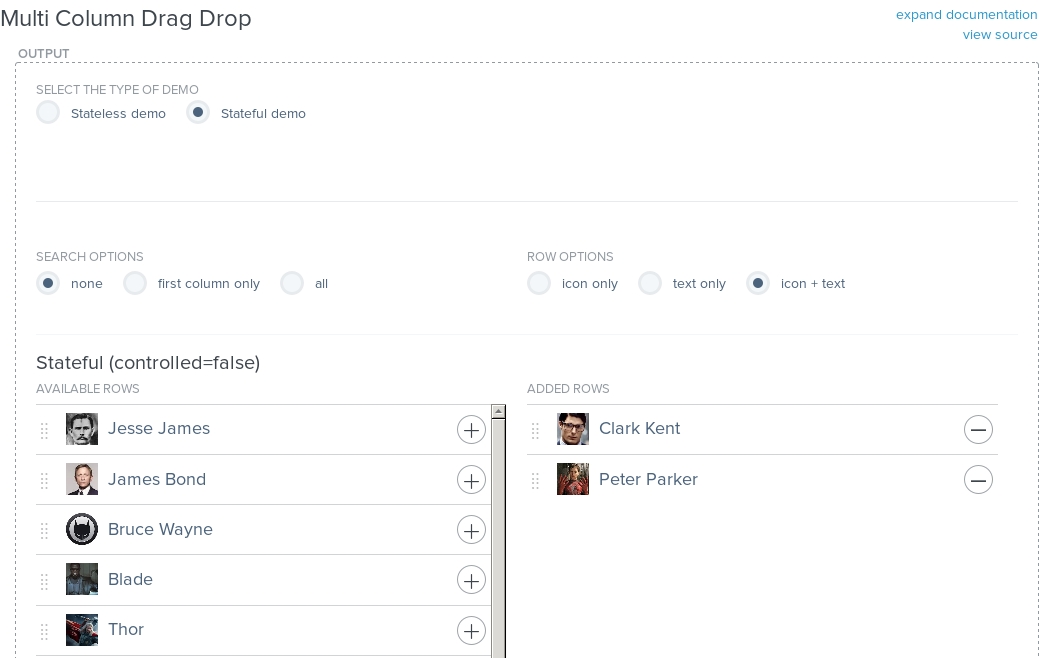 Multi Column Drag Drop
expand documentation
view source
OUTPUT
SELECT THE TYPE OF DEMO
Stateless demo Stateful demo
SEARCH OPTIONS ROW OPTIONS
none first column only all icon only text only icon + text
Stateful (controlled=false)
AVAILABLE ROWS ADDED ROWS
Jesse James Clark Kent
James Bond Peter Parker
Bruce Wayne
Blade
Thor